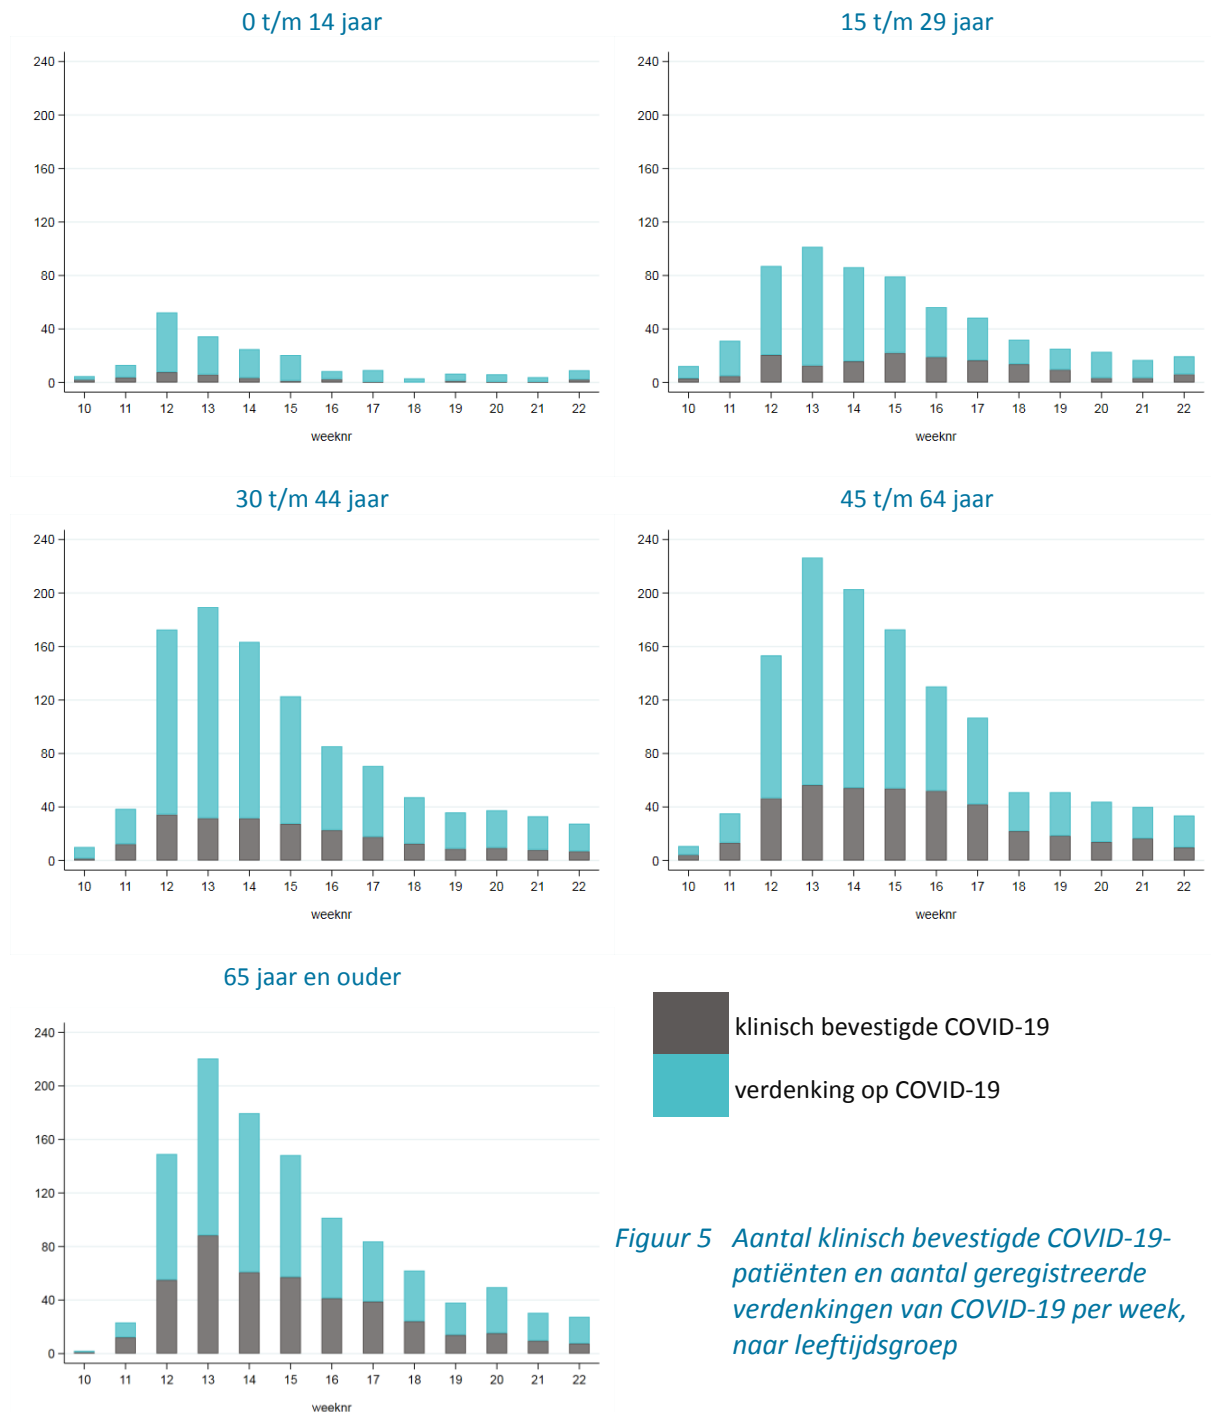 0 t/m 14 jaar
240
200
160
120
80
40
0
10 11 12 13 14 15 16 17 18 19 20 21 22
weeknr
15 t/m 29 jaar
240
200
160
120
80
40
0
10 11 12 13 14 15 16 17 18 19 20 21 22
weeknr
30 t/m 44 jaar
240
200
160
120
80
40
0
10 11 12 13 14 15 16 17 18 19 20 21 22
weeknr
45 t/m 64 jaar
240
200
160
120
80
40
0
10 11 12 13 14 15 16 17 18 19 20 21 22
weeknr
65 jaar en ouder
240
200
160
120
80
40
0
10 11 12 13 14 15 16 17 18 19 20 21 22
weeknr
klinisch bevestigde COVID-19
verdenking op COVID-19
Figuur 5 Aantal klinisch bevestigde COVID-19-
patiënten en aantal geregistreerde
verdenkingen van COVID-19 per week,
naar leeftijdsgroep